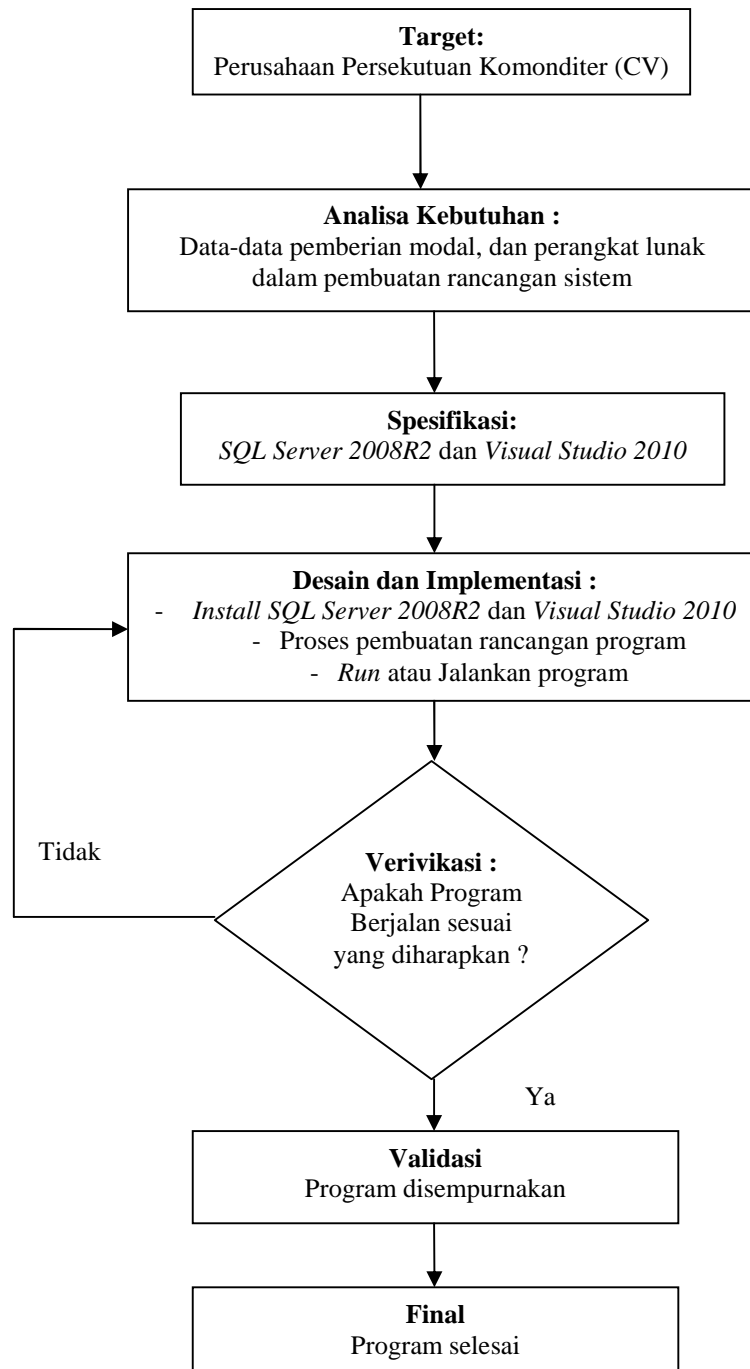 Target:
Perusahaan Persekutuan Komonditer (CV)
Analisa Kebutuhan :
Data-data pemberian modal, dan perangkat lunak
dalam pembuatan rancangan sistem
Spesifikasi:
SQL Server 2008R2 dan Visual Studio 2010
Desain dan Implementasi :
- Install SQL Server 2008R2 dan Visual Studio 2010
- Proses pembuatan rancangan program
- Run atau Jalankan program
Tidak
Verivikasi :
Apakah Program
Berjalan sesuai
yang diharapkan ?
Ya
Validasi
Program disempurnakan
Final
Program selesai